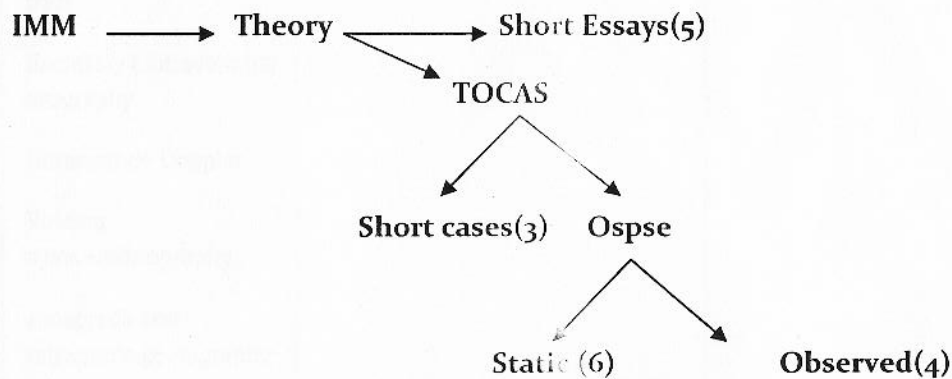 IMM Theory Short Essays(5)
TOCAS
Short cases(3) Ospse
Static (6) Observed(4)